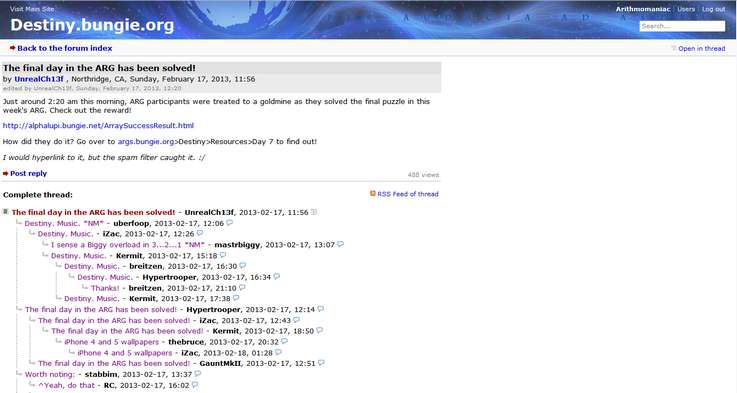 Visit Main Site:
Arithmomaniac | Users | Log out
Destiny.bungie.org
Search...
Back to the forum index
Open in thread
The final day in the ARG has been solved!
by UnrealCh13f , Northridge, CA, Sunday, February 17, 2013, 11:56
edited by UnrealCh13f, Sunday, February 17, 2013, 12:20
Just around 2:20 am this morning, ARG participants were treated to a goldmine as they solved the final puzzle in this
week's ARG. Check out the reward!
http://alphalupi.bungie.net/ArraySuccessResult.html
How did they do it? Go over to args.bungie.org>Destiny>Resources>Day 7 to find out!
I would hyperlink to it, but the spam filter caught it. :/
Post reply
488 views
Complete thread:
RSS Feed of thread
The final day in the ARG has been solved! - UnrealCh13f, 2013-02-17, 11:56
Destiny. Music. *NM* - uberfoop, 2013-02-17, 12:06
Destiny. Music. - iZac, 2013-02-17, 12:26
I sense a Biggy overload in 3...2...1 *NM* - mastrbiggy, 2013-02-17, 13:07
Destiny. Music. - Kermit, 2013-02-17, 15:18
Destiny. Music. - breitzen, 2013-02-17, 16:30
Destiny. Music. - Hypertrooper, 2013-02-17, 16:34
Thanks! - breitzen, 2013-02-17, 21:10
Destiny. Music. - Kermit, 2013-02-17, 17:38
The final day in the ARG has been solved! - Hypertrooper, 2013-02-17, 12:14
The final day in the ARG has been solved! - iZac, 2013-02-17, 12:43
The final day in the ARG has been solved! - Kermit, 2013-02-17, 18:50
iPhone 4 and 5 wallpapers - thebruce, 2013-02-17, 20:32
iPhone 4 and 5 wallpapers - iZac, 2013-02-18, 01:28
The final day in the ARG has been solved! - GauntMkII, 2013-02-17, 12:51
Worth noting: - stabbim, 2013-02-17, 13:37
^Yeah, do that - RC, 2013-02-17, 16:02